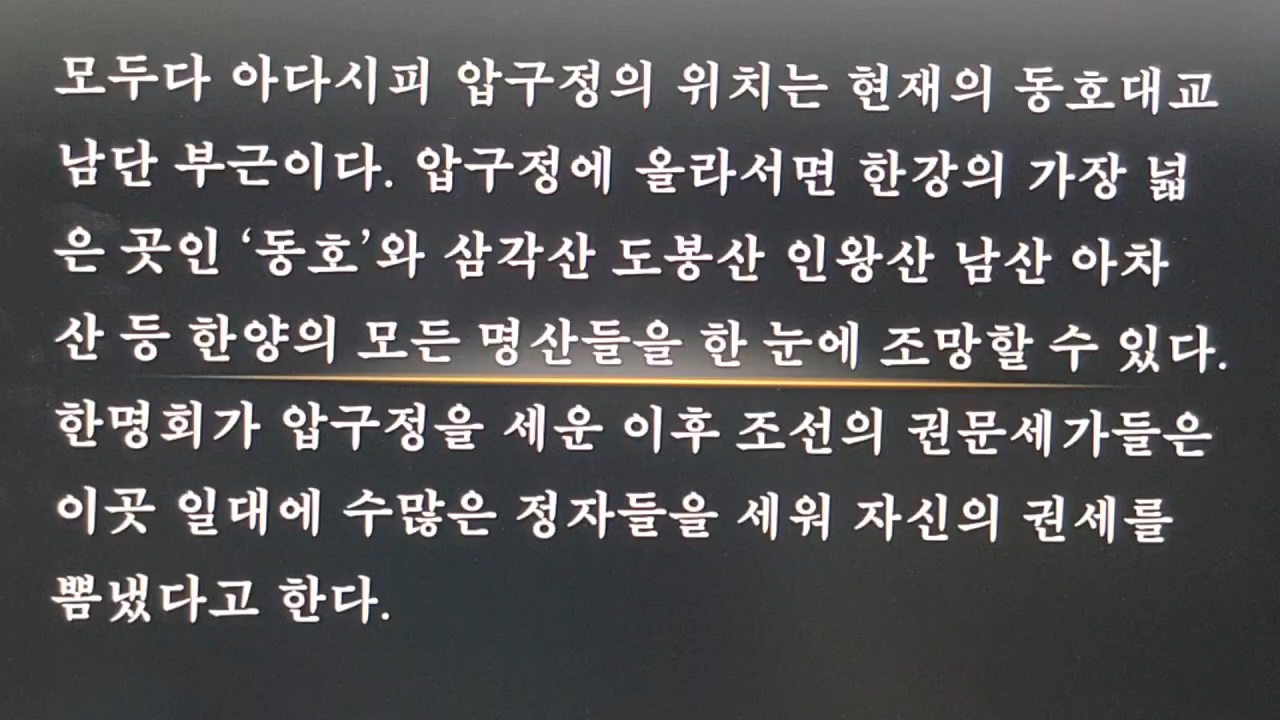 모두다 아다시피 압구정의 위치는 현재의 동호대교
남단 부근이다. 압구정에 올라서면 한강의 가장 넓
은 곳인 ‘동호’와 삼각산 도봉산 인왕산 남산 아차
산 등 한양의 모든 명산들을 한 눈에 조망할 수 있다.
한명회가 압구정을 세운 이후 조선의 권문세가들은
이곳 일대에 수많은 정자들을 세워 자신의 권세를
뽐냈다고 한다.